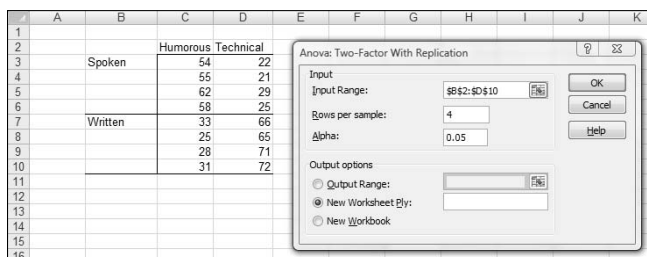 A B C D E F G H I J K
1
2 Humorous Technical
3 Spoken 54 22
4 55 21
5 62 29
6 58 25
7 Written 33 66
8 25 65
9 28 71
10 31 72
11
12
13
14
15
16
Anova: Two-Factor With Replication
Input
Input Range: $B$2:$D$10
Rows per sample: 4
Alpha: 0.05
OK
Cancel
Help
Output options
Output Range:
New Worksheet Ply:
New Workbook